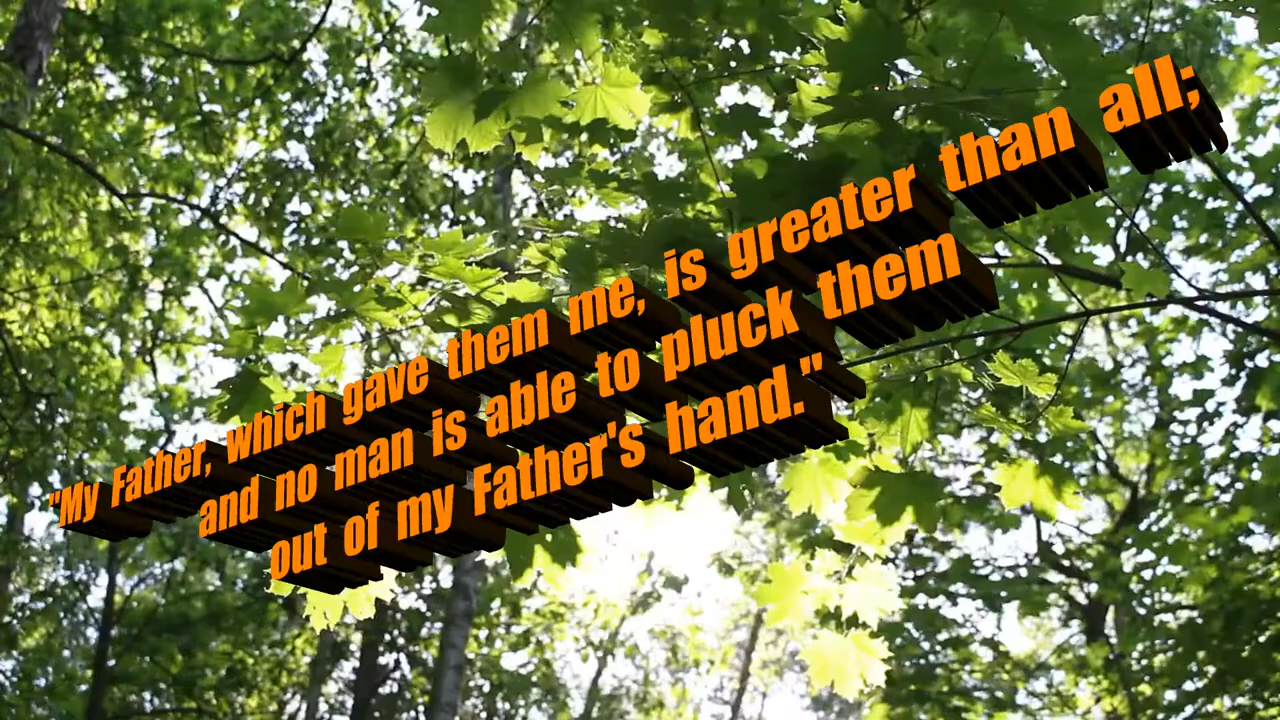 "My Father, which gave them me, is greater than all;
and no man is able to pluck them
out of my Father's hand."